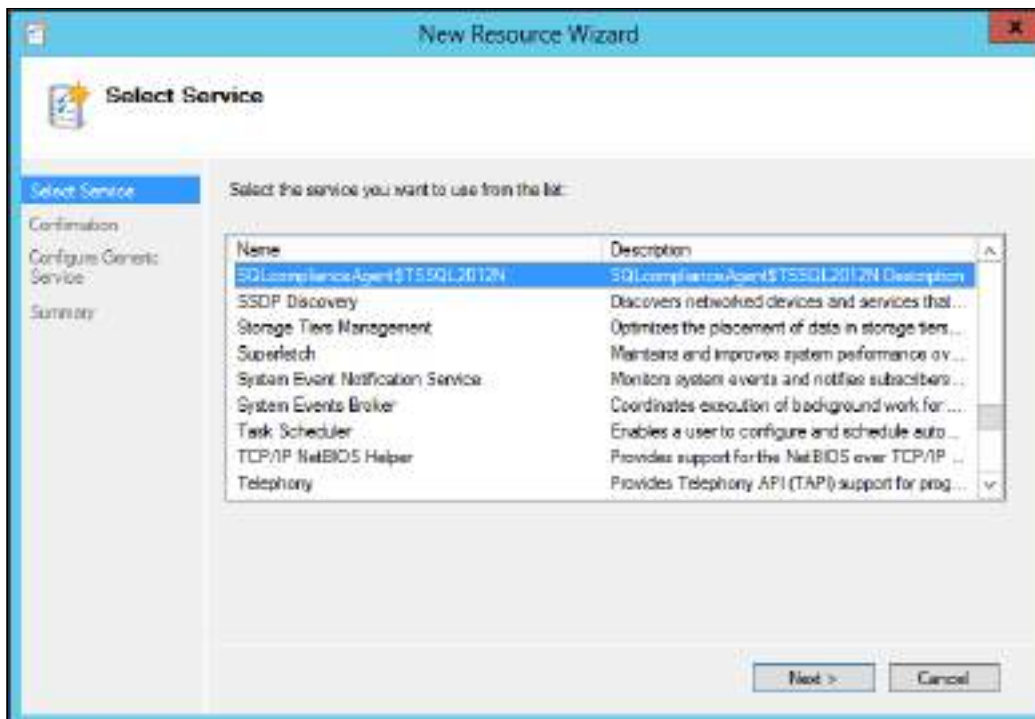 New Resource Wizard
Select Service
Select Service
Confirmation
Configure Generic
Service
Summary
Select the service you want to use from the list:
Name Description
SQLcomplianceAgent$TSSQL2012N SQLcomplianceAgent$TSSQL2012N Description
SSDP Discovery Discovers networked devices and services that...
Storage Tiers Management Optimizes the placement of data in storage tiers...
Superfetch Maintains and improves system performance ov...
System Event Notification Service Monitors system events and notifies subscribers...
System Events Broker Coordinates execution of background work for ...
Task Scheduler Enables a user to configure and schedule auto...
TCP/IP NetBIOS Helper Provides support for the NetBIOS over TCP/IP ...
Telephony Provides Telephony API (TAPI) support for prog...
Next > Cancel